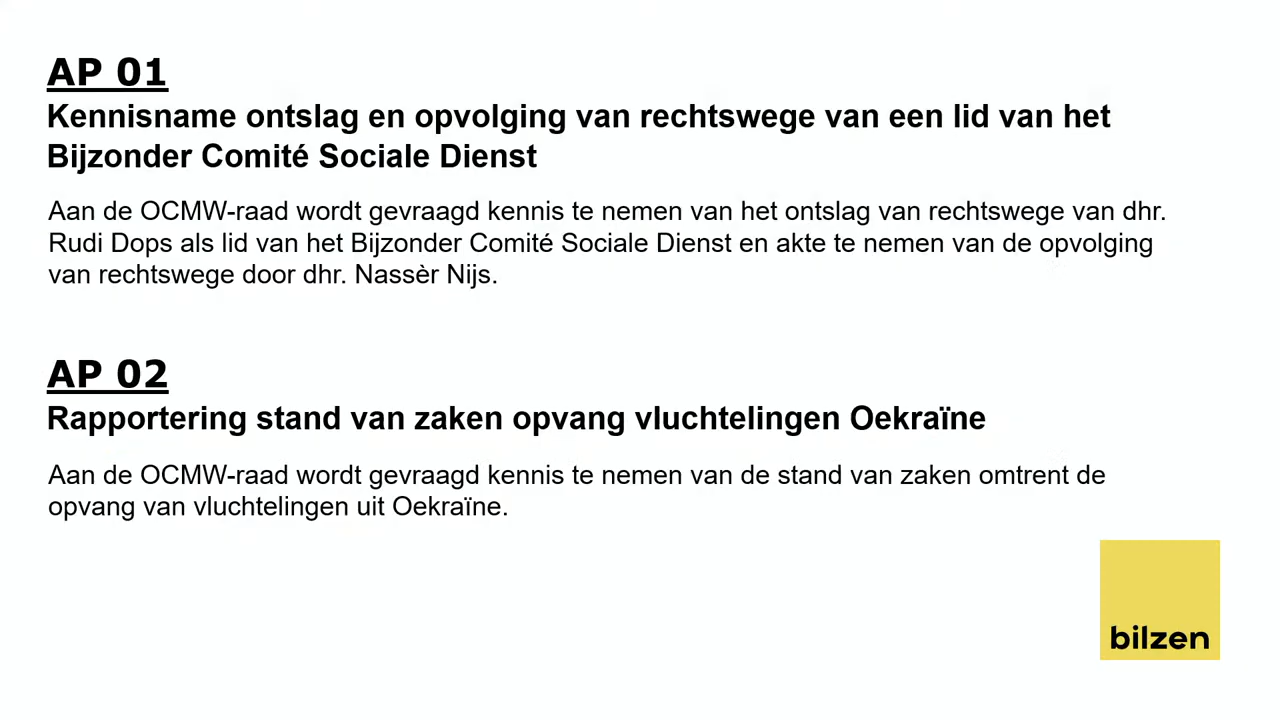 AP 01
Kennisname ontslag en opvolging van rechtswege van een lid van het
Bijzonder Comité Sociale Dienst
Aan de OCMW-raad wordt gevraagd kennis te nemen van het ontslag van rechtswege van dhr.
Rudi Dops als lid van het Bijzonder Comité Sociale Dienst en akte te nemen van de opvolging
van rechtswege door dhr. Nassèr Nijs.
AP 02
Rapportering stand van zaken opvang vluchtelingen Oekraïne
Aan de OCMW-raad wordt gevraagd kennis te nemen van de stand van zaken omtrent de
opvang van vluchtelingen uit Oekraïne.
bilzen